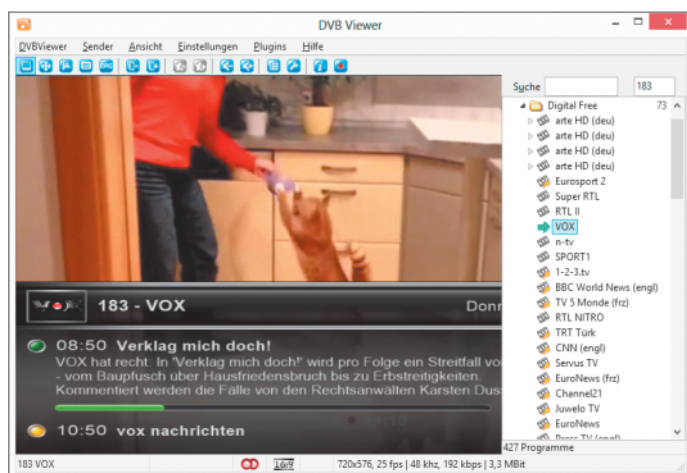 DVB Viewer
DVBViewer Sender Ansicht Einstellungen Plugins Hilfe
Suche 183
Digital Free 73
arte HD (deu)
arte HD (deu)
arte HD (deu)
arte HD (deu)
Eurosport 2
Super RTL
RTL II
VOX
n-tv
SPORT1
1-2-3.tv
BBC World News (engl)
TV 5 Monde (frz)
RTL NITRO
TRT Türk
CNN (engl)
Servus TV
EuroNews (frz)
Channel21
Juwelo TV
EuroNews
Press TV (engl)
427 Programme
183 - VOX Donn
08:50 Verklag mich doch!
VOX hat recht: In 'Verklag mich doch!' wird pro Folge ein Streitfall vo
- vom Baupfusch über Hausfriedensbruch bis zu Erbstreitigkeiten.
Kommentiert werden die Fälle von den Rechtsanwälten Karsten Dus
10:50 vox nachrichten
183 VOX 16:9 720x576, 25 fps | 48 khz, 192 kbps | 3,3 MBit